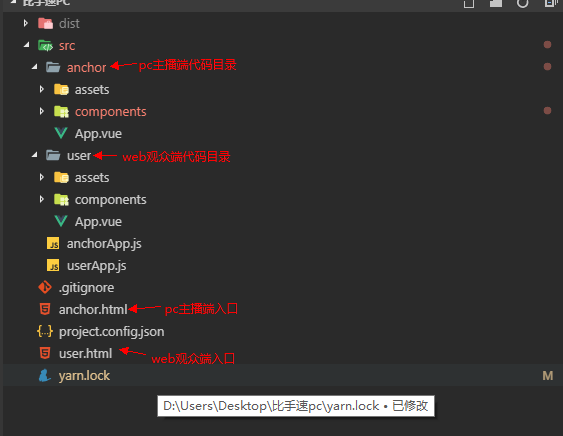 比手速PC
dist
src
anchor pc主播端代码目录
assets
components
App.vue
user web观众端代码目录
assets
components
App.vue
JS anchorApp.js
JS userApp.js
.gitignore
anchor.html pc主播端入口
{..} project.config.json
user.html web观众端入口
yarn.lock M
D:\Users\Desktop\比手速pc\yarn.lock • 已修改